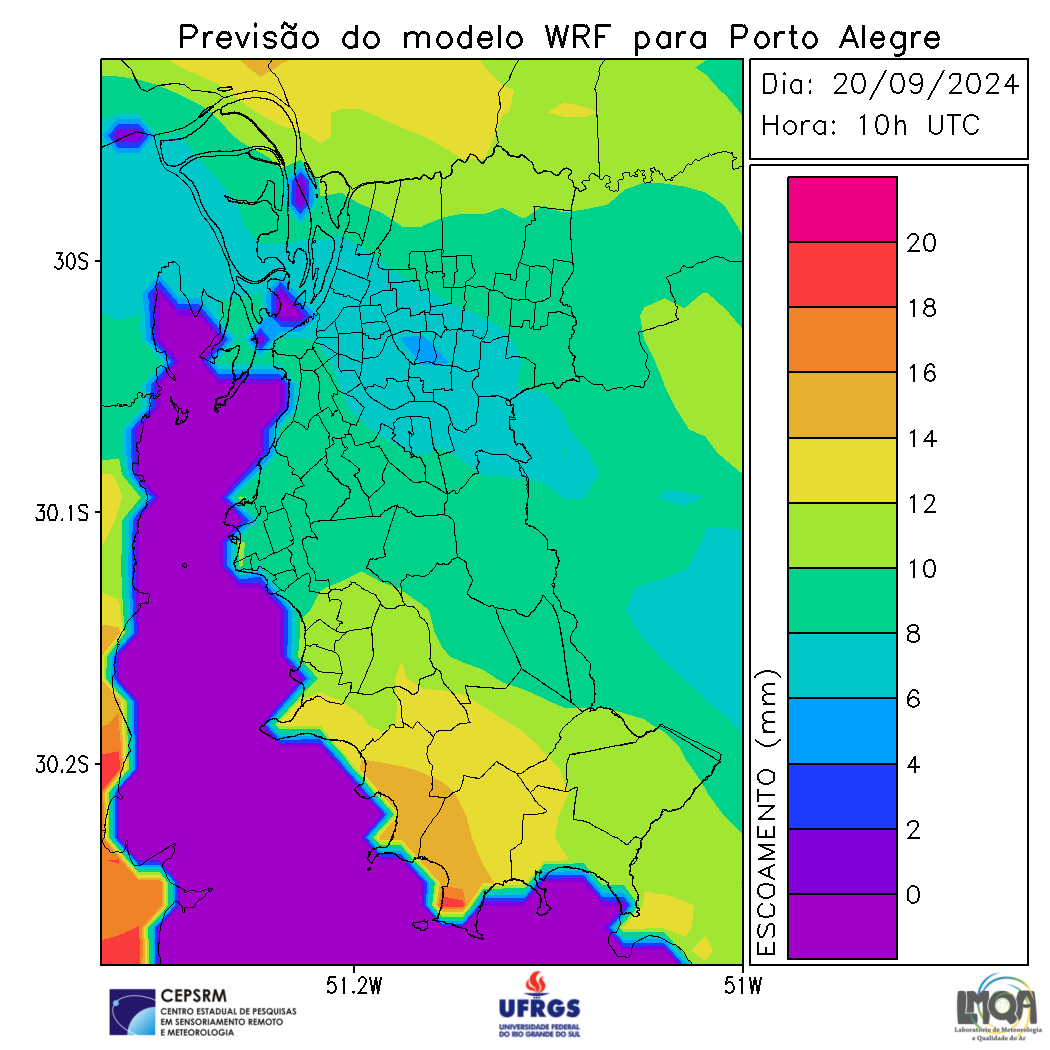 Previsão do modelo WRF para Porto Alegre
Dia: 20/09/2024
Hora: 10h UTC
30S
30.1S
30.2S
51.2W
51W
ESCOAMENTO (mm)
20
18
16
14
12
10
8
6
4
2
0
CEPSRM
CENTRO ESTADUAL DE PESQUISAS
EM SENSORIAMENTO REMOTO
E METEOROLOGIA
UFRGS
UNIVERSIDADE FEDERAL
DO RIO GRANDE DO SUL
LMQA
Laboratório de Meteorologia
e Qualidade do Ar